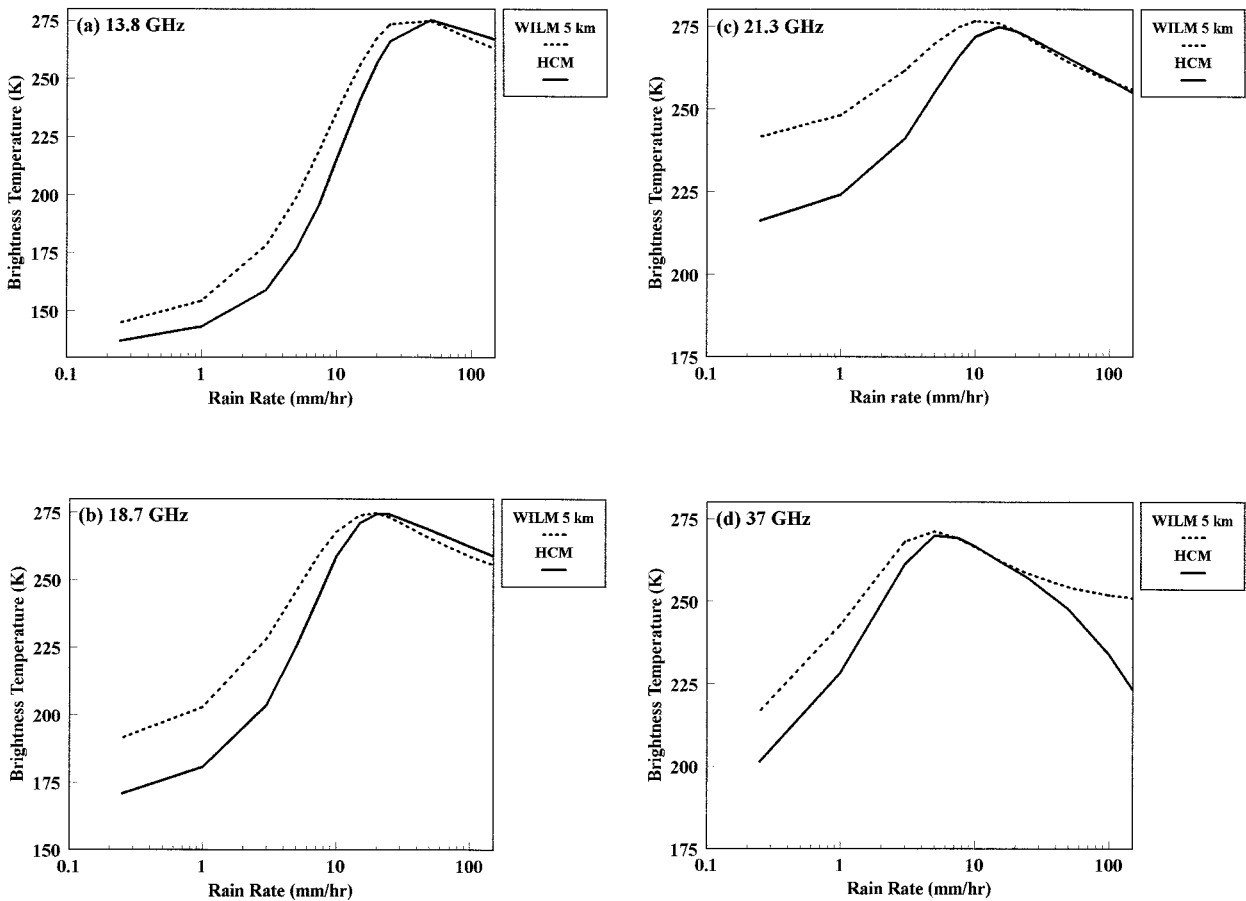 (a) 13.8 GHz
WILM 5 km
HCM
275
250
225
200
175
150
0.1
1
10
100
Brightness Temperature (K)
Rain Rate (mm/hr)
(c) 21.3 GHz
WILM 5 km
HCM
275
250
225
200
175
0.1
1
10
100
Brightness Temperature (K)
Rain rate (mm/hr)
(b) 18.7 GHz
WILM 5 km
HCM
275
250
225
200
175
150
0.1
1
10
100
Brightness Temperature (K)
Rain Rate (mm/hr)
(d) 37 GHz
WILM 5 km
HCM
275
250
225
200
175
0.1
1
10
100
Brightness Temperature (K)
Rain Rate (mm/hr)